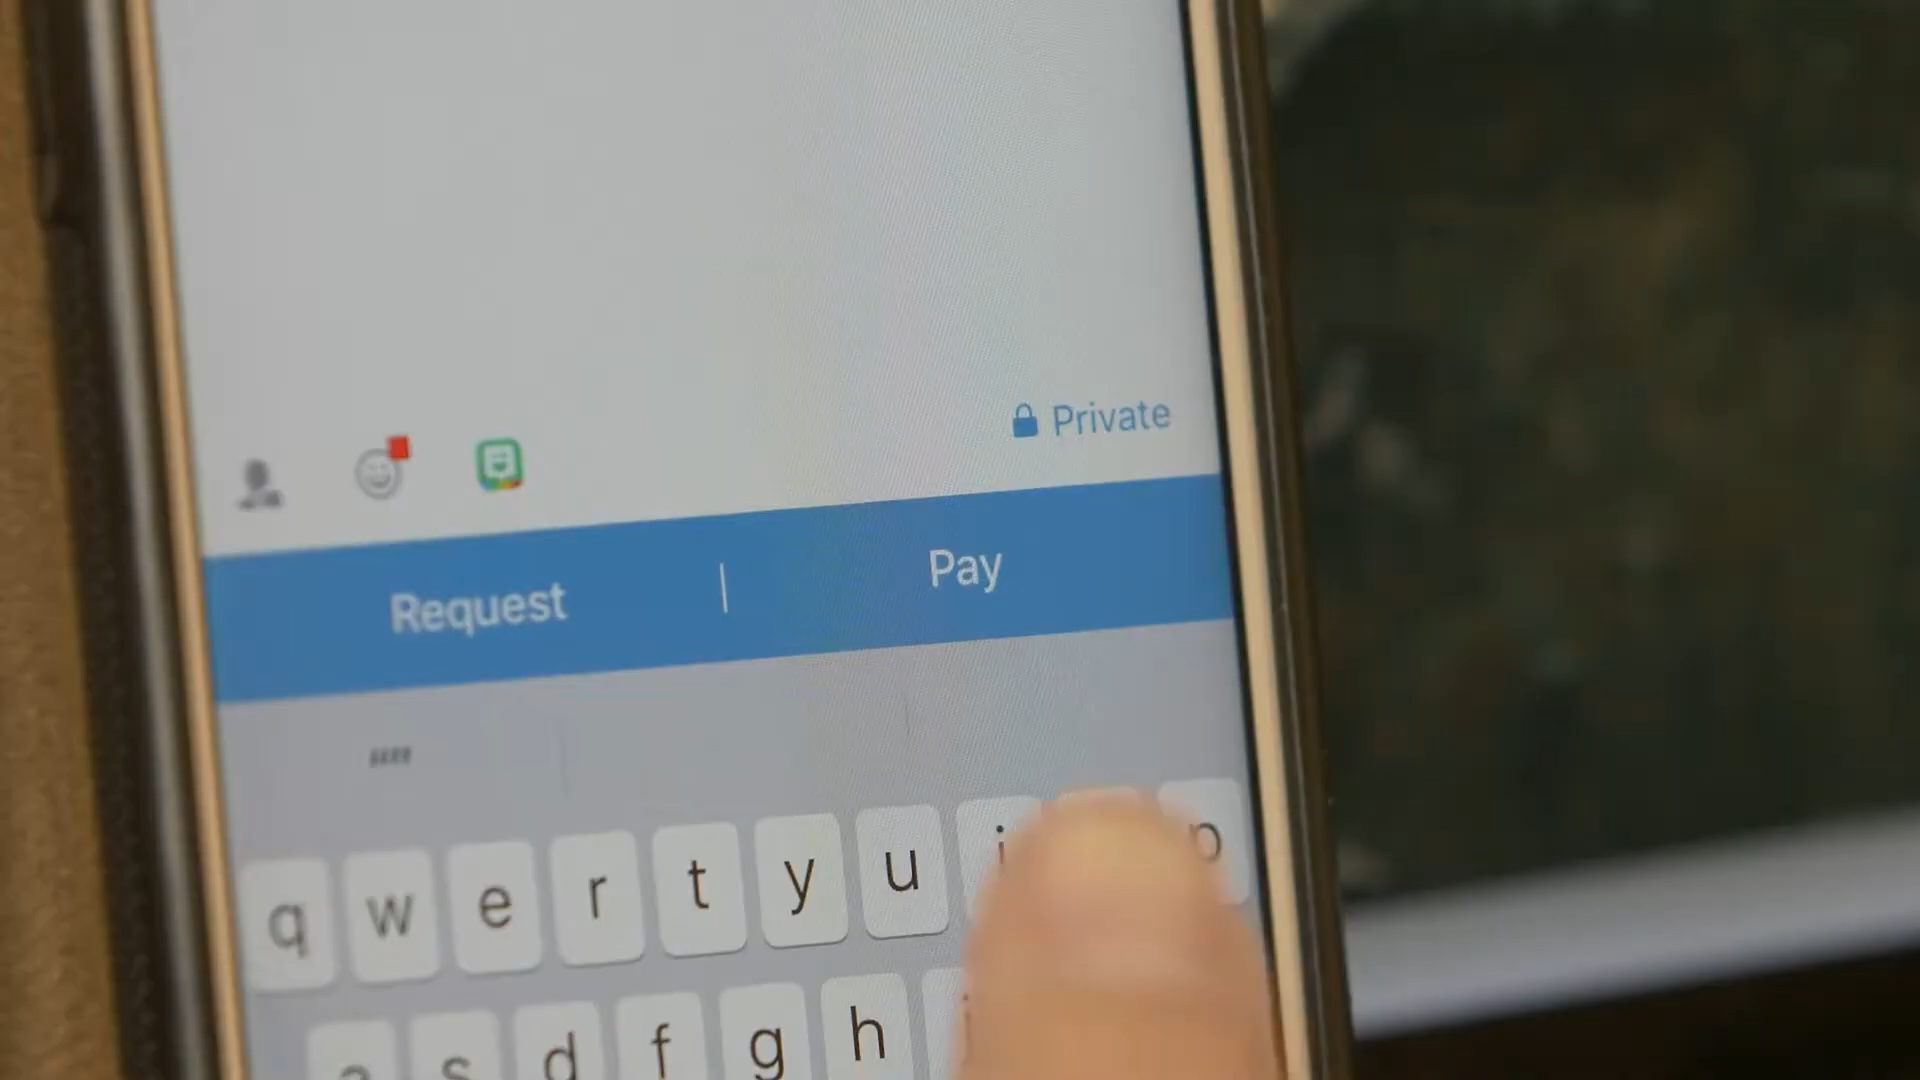 Private
Request | Pay
""
q w e r t y u i p
a s d f g h